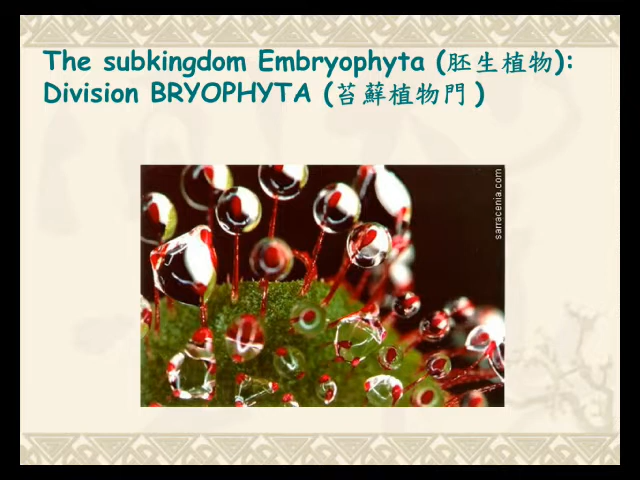 The subkingdom Embryophyta (胚生植物):
Division BRYOPHYTA (苔蘚植物門 )
sarracenia.com